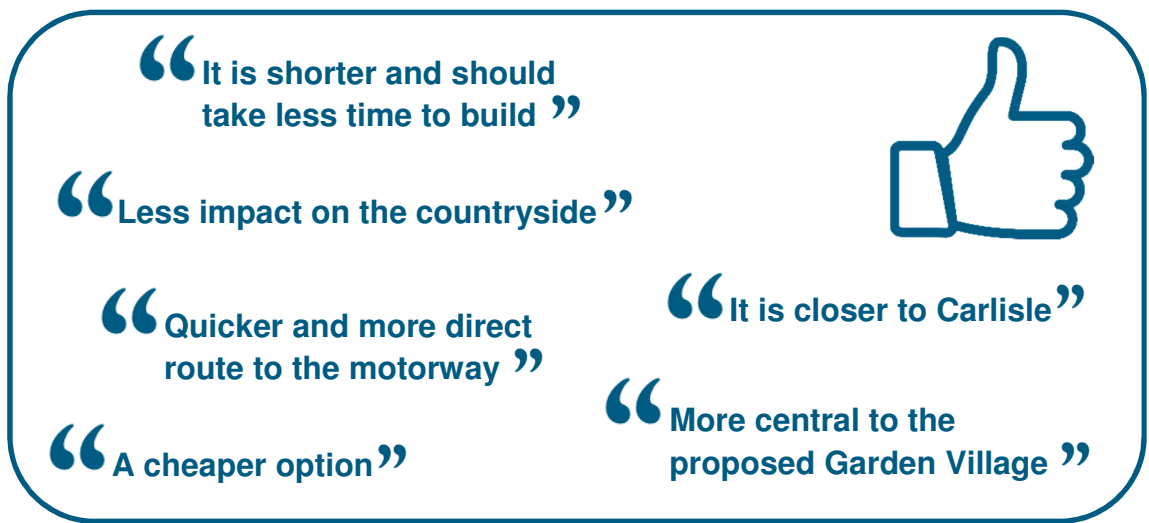 “It is shorter and should
take less time to build”
“Less impact on the countryside”
“Quicker and more direct
route to the motorway”
“It is closer to Carlisle”
“A cheaper option”
“More central to the
proposed Garden Village”